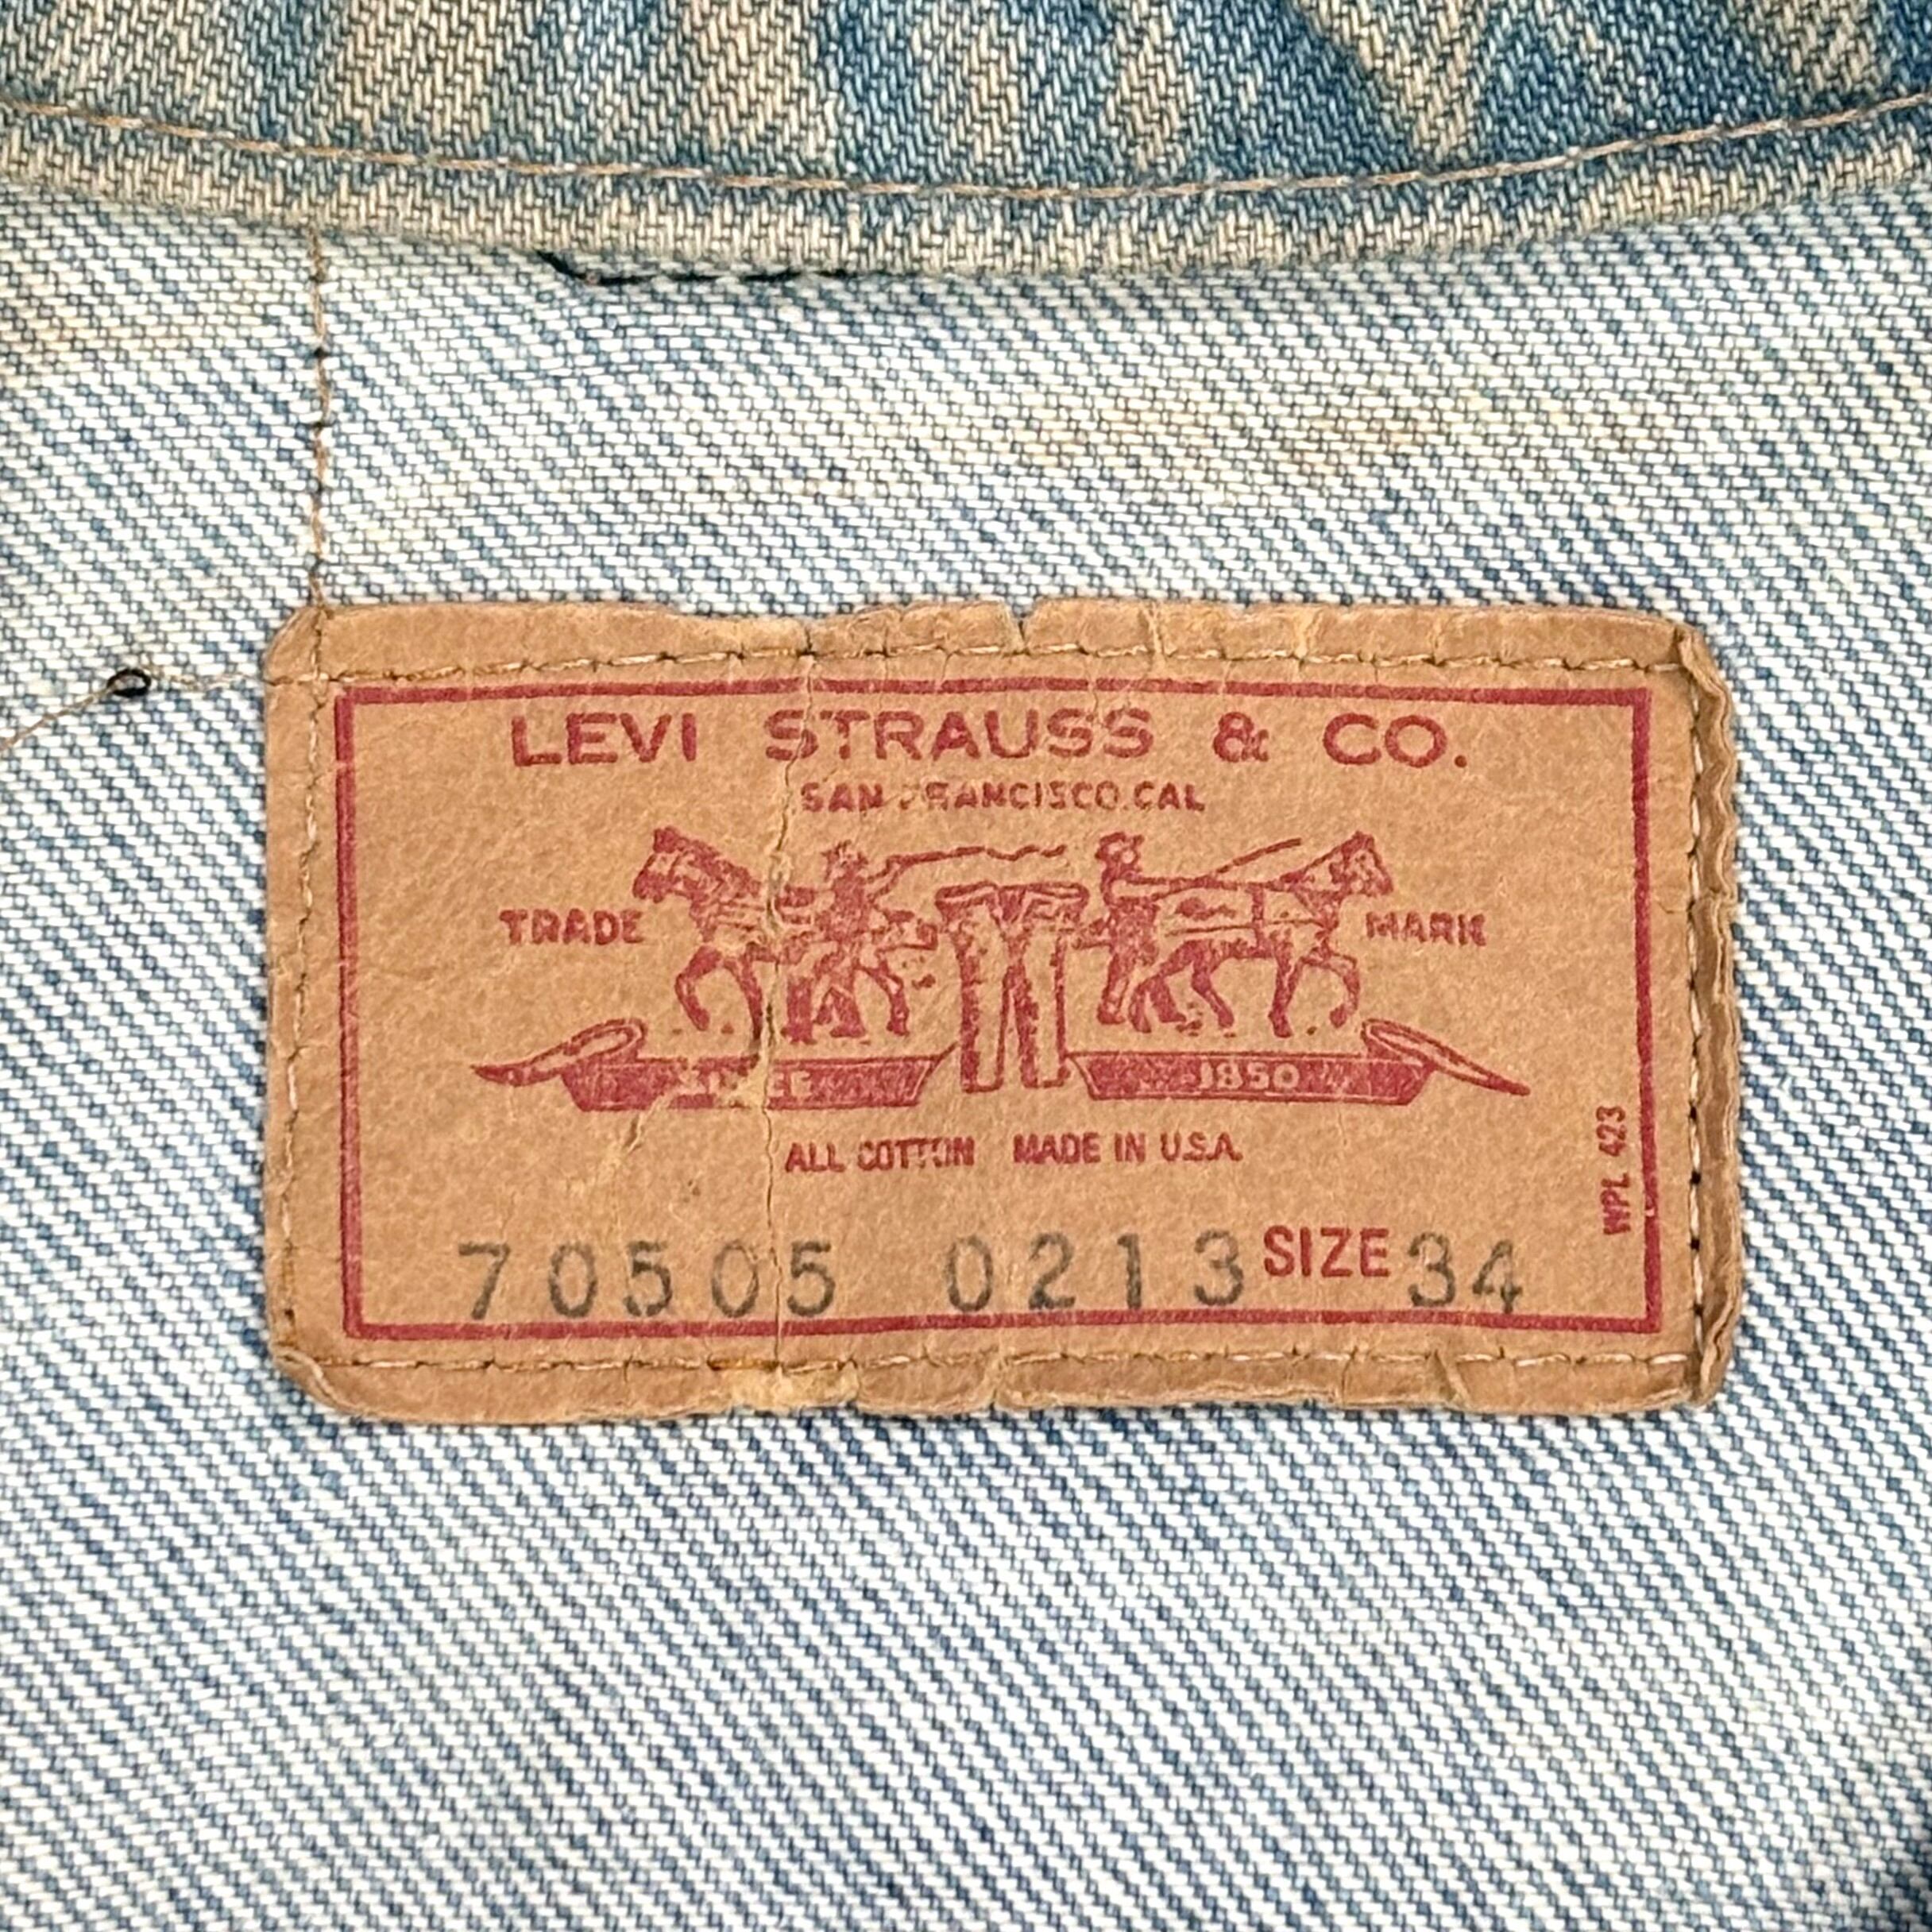 LEVI STRAUSS & CO.
SAN FRANCISCO, CAL
TRADE MARK
SINCE 1850
ALL COTTON MADE IN U.S.A.
WPL 423
70505 0213 SIZE 34